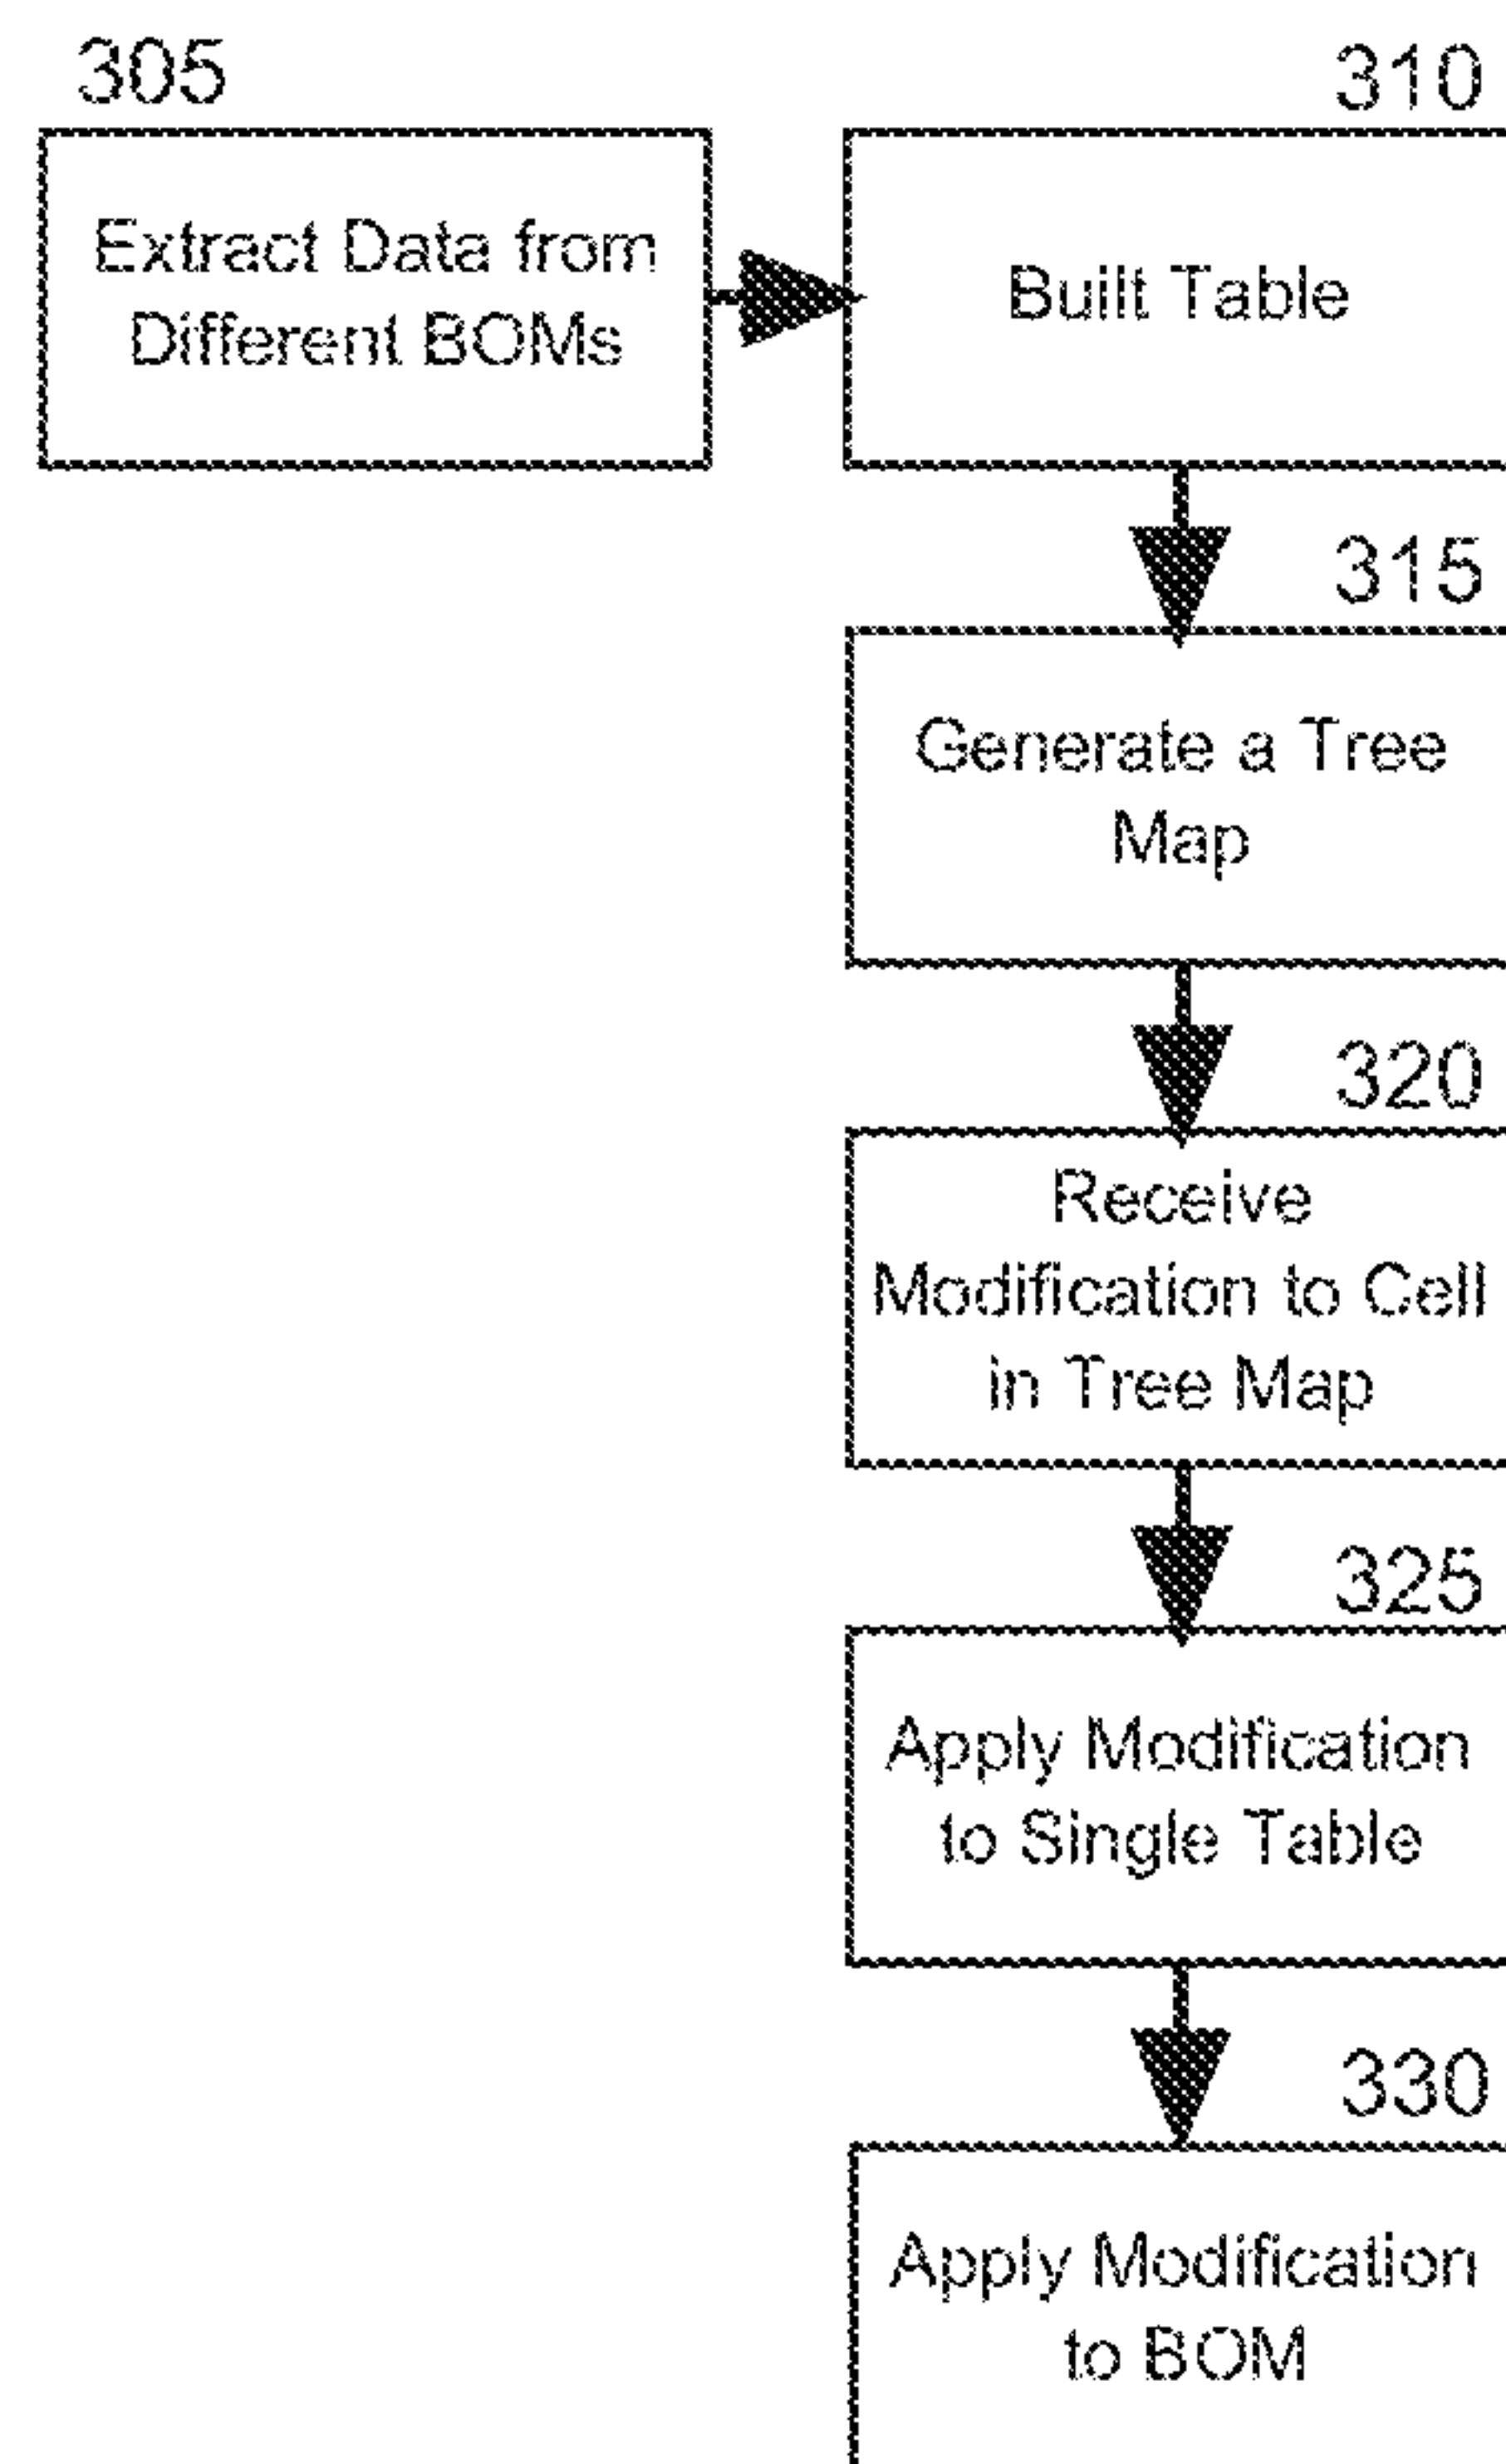 305
310
Extract Data from
Different BOMs
Built Table
315
Generate a Tree
Map
320
Receive
Modification to Cell
in Tree Map
325
Apply Modification
to Single Table
330
Apply Modification
to BOM